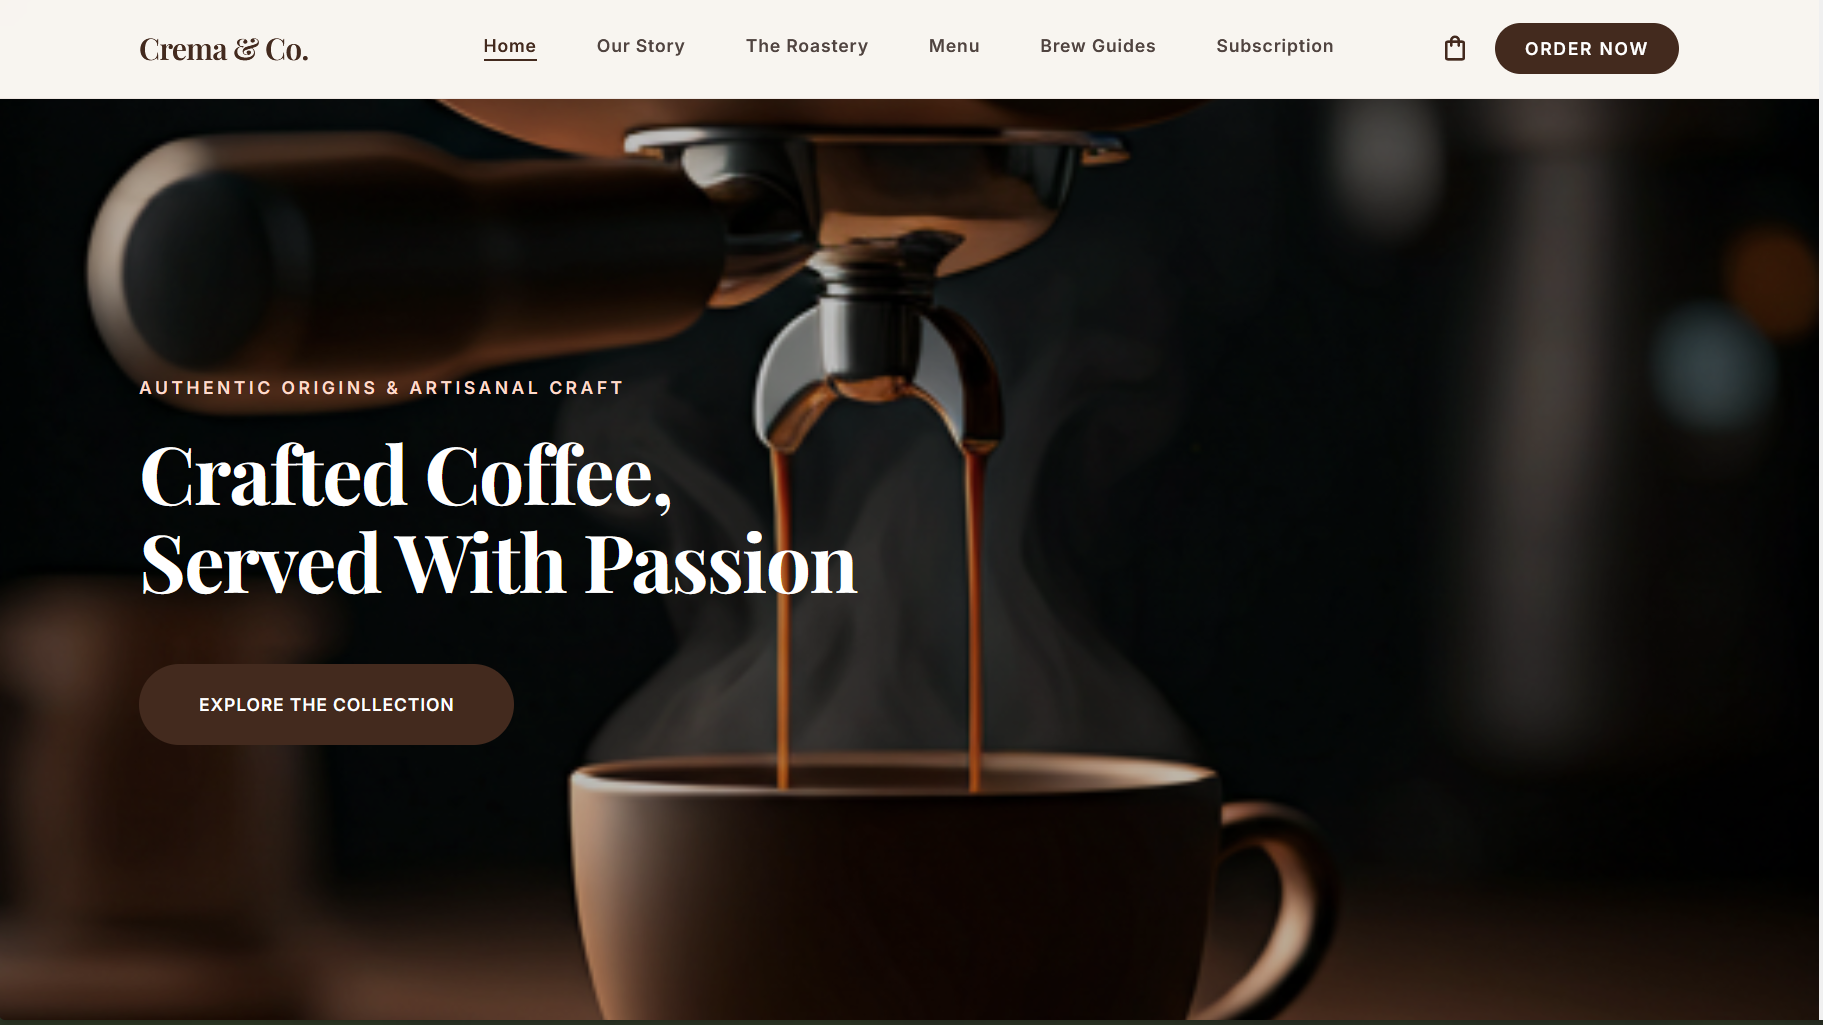 Crema & Co.
Home
Our Story
The Roastery
Menu
Brew Guides
Subscription
ORDER NOW
AUTHENTIC ORIGINS & ARTISANAL CRAFT
Crafted Coffee,
Served With Passion
EXPLORE THE COLLECTION